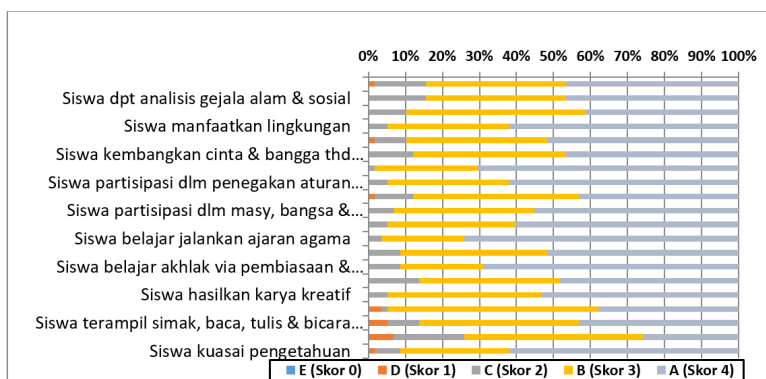 0% 10% 20% 30% 40% 50% 60% 70% 80% 90% 100%
Siswa dpt analisis gejala alam & sosial
Siswa manfaatkan lingkungan
Siswa kembangkan cinta & bangga thd...
Siswa partisipasi dlm penegakan aturan...
Siswa partisipasi dlm masy, bangsa &...
Siswa belajar jalankan ajaran agama
Siswa belajar akhlak via pembiasaan &...
Siswa hasilkan karya kreatif
Siswa terampil simak, baca, tulis & bicara...
Siswa kuasai pengetahuan
E (Skor 0) D (Skor 1) C (Skor 2) B (Skor 3) A (Skor 4)